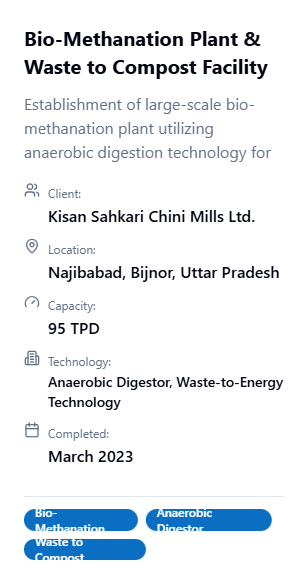 Bio-Methanation Plant &
Waste to Compost Facility
Establishment of large-scale bio-
methanation plant utilizing
anaerobic digestion technology for
Client:
Kisan Sahkari Chini Mills Ltd.
Location:
Najibabad, Bijnor, Uttar Pradesh
Capacity:
95 TPD
Technology:
Anaerobic Digestor, Waste-to-Energy
Technology
Completed:
March 2023
Bio-
Methanation
Anaerobic
Digestor
Waste to
Compost